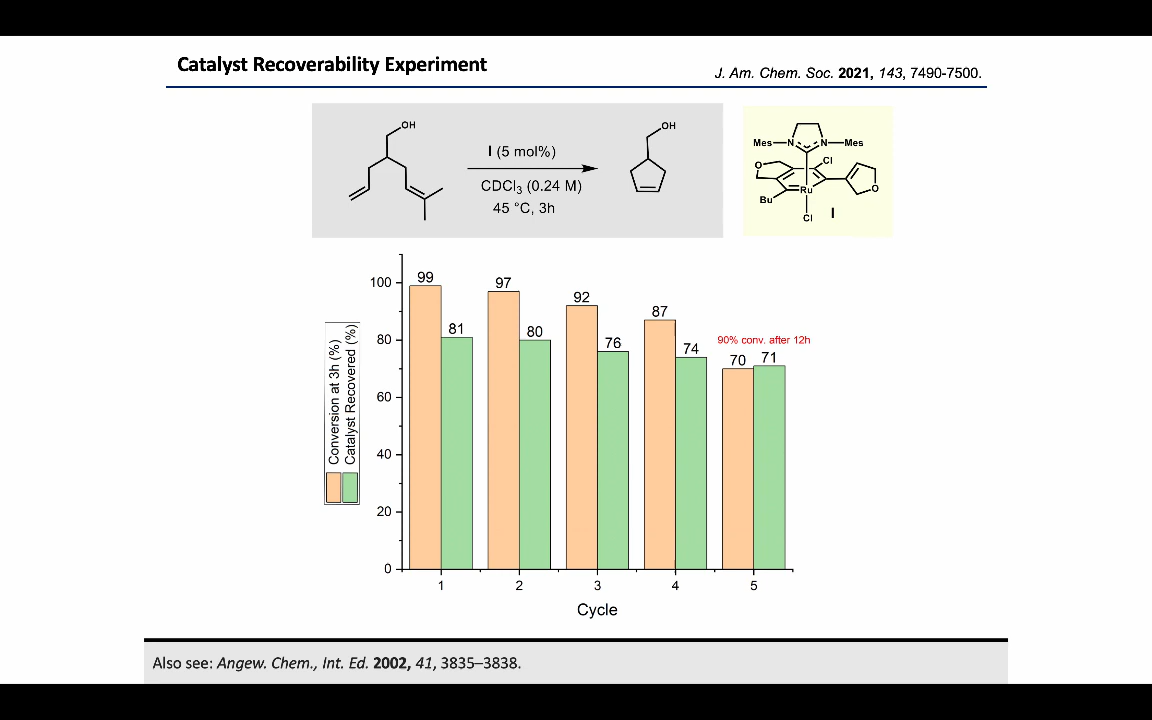 Catalyst Recoverability Experiment
J. Am. Chem. Soc. 2021, 143, 7490-7500.
OH
I (5 mol%)
CDCl3 (0.24 M)
45 °C, 3h
OH
Mes N N Mes
O Cl
Ru O
Bu
Cl I
Conversion at 3h (%)
Catalyst Recovered (%)
100
80
60
40
20
0
99 81
97 80
92 76
87 74
90% conv. after 12h
70 71
1 2 3 4 5
Cycle
Also see: Angew. Chem., Int. Ed. 2002, 41, 3835–3838.